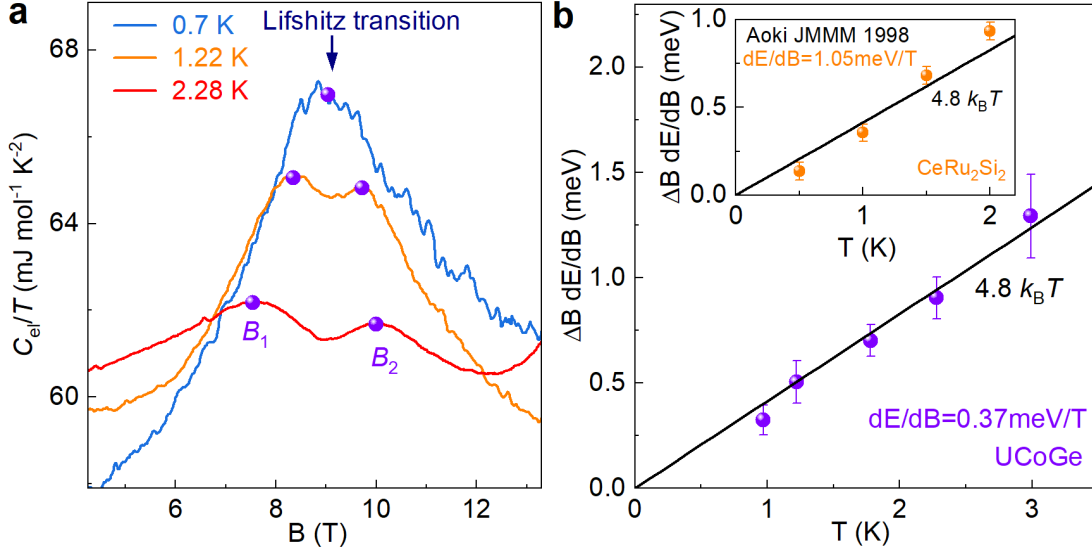 a
Lifshitz transition
0.7 K
1.22 K
2.28 K
68
64
60
C_el/T (mJ mol⁻¹ K⁻²)
B₁
B₂
6
8
10
12
B (T)
b
2.0
1.5
1.0
0.5
0.0
ΔB dE/dB (meV)
1.0
0.5
0.0
ΔB dE/dB (meV)
Aoki JMMM 1998
dE/dB=1.05meV/T
4.8 k_BT
CeRu₂Si₂
0
1
2
T (K)
4.8 k_BT
dE/dB=0.37meV/T
UCoGe
0
1
2
3
T (K)